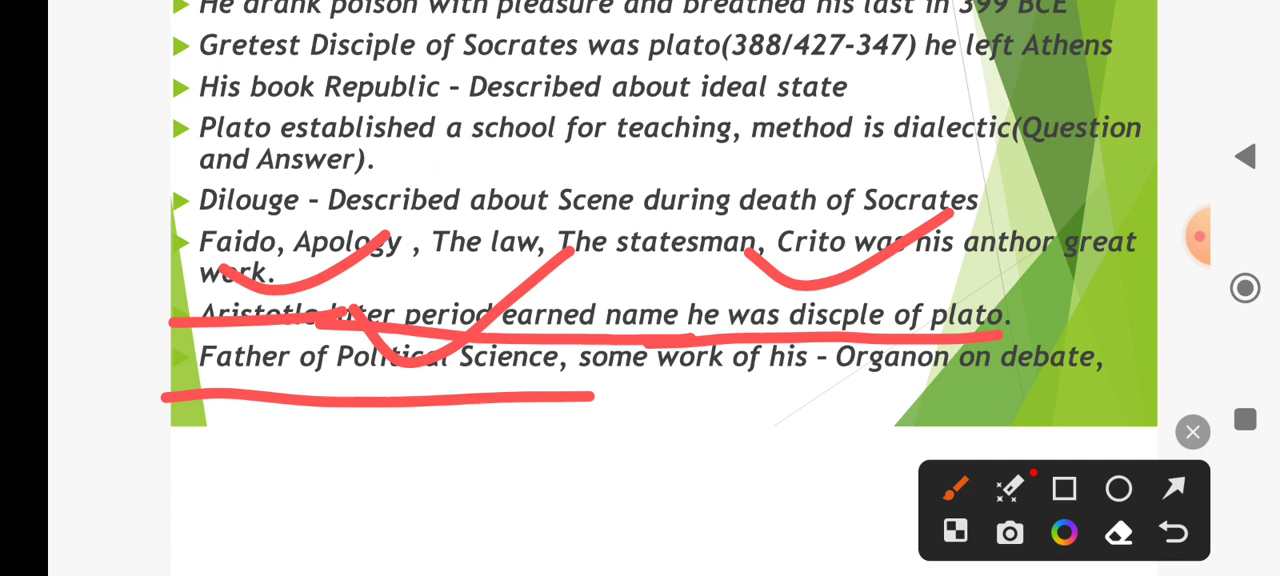 He drank poison with pleasure and breathed his last in 399 BCE
Gretest Disciple of Socrates was plato(388/427-347) he left Athens
His book Republic - Described about ideal state
Plato established a school for teaching, method is dialectic(Question
and Answer).
Dilouge - Described about Scene during death of Socrates
Faido, Apology , The law, The statesman, Crito was his anthor great
work.
Aristotle later period earned name he was discple of plato.
Father of Political Science, some work of his - Organon on debate,